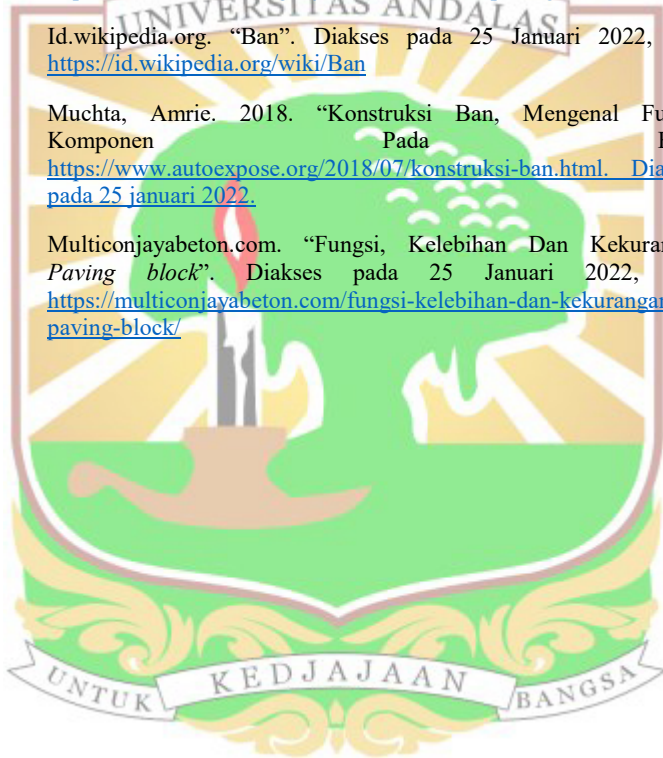 UNIVERSITAS ANDALAS
Id.wikipedia.org. “Ban”. Diakses pada 25 Januari 2022,
https://id.wikipedia.org/wiki/Ban
Muchta, Amrie. 2018. “Konstruksi Ban, Mengenal Fu
Komponen Pada
https://www.autoexpose.org/2018/07/konstruksi-ban.html. Dia
pada 25 januari 2022.
Multiconjayabeton.com. “Fungsi, Kelebihan Dan Kekuran
Paving block”. Diakses pada 25 Januari 2022,
https://multiconjayabeton.com/fungsi-kelebihan-dan-kekurangan
paving-block/
UNTUK KEDJAJAAN BANGSA